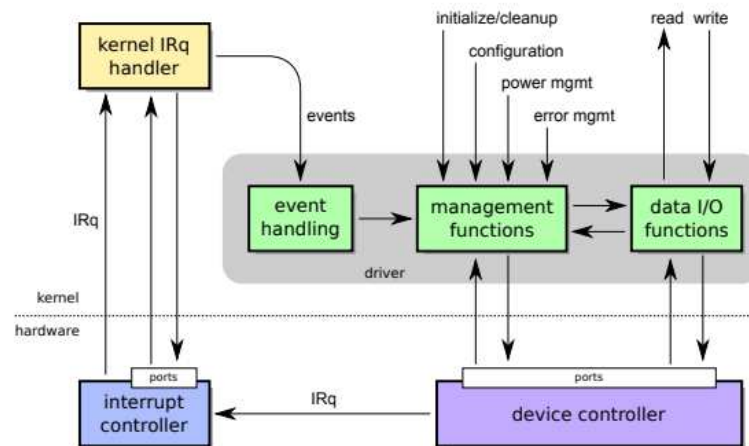 initialize/cleanup
read write
kernel IRq
handler
configuration
power mgmt
events
error mgmt
event
handling
management
functions
data I/O
functions
IRq
driver
kernel
hardware
ports
ports
interrupt
controller
IRq
device controller